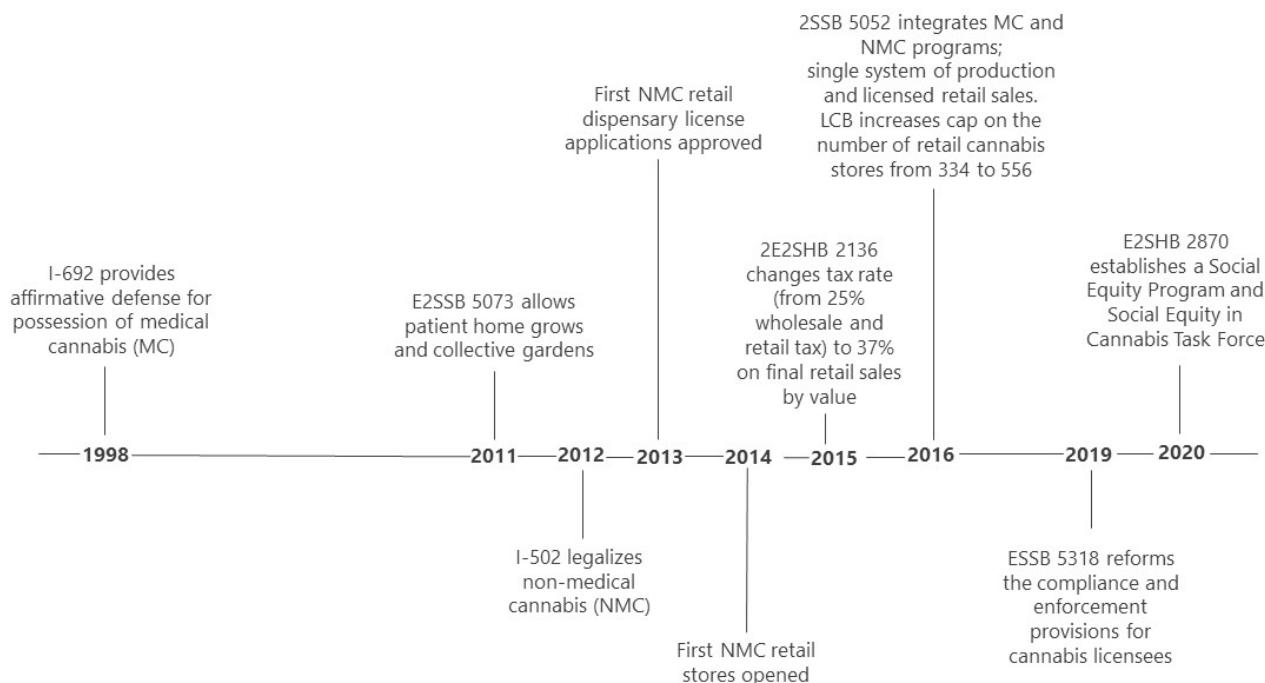 2SSB 5052 integrates MC and
NMC programs;
single system of production
and licensed retail sales.
LCB increases cap on the
number of retail cannabis
stores from 334 to 556
First NMC retail
dispensary license
applications approved
I-692 provides
affirmative defense for
possession of medical
cannabis (MC)
E2SSB 5073 allows
patient home grows
and collective gardens
2E2SHB 2136
changes tax rate
(from 25%
wholesale and
retail tax) to 37%
on final retail sales
by value
E2SHB 2870
establishes a Social
Equity Program and
Social Equity in
Cannabis Task Force
1998 2011 2012 2013 2014 2015 2016 2019 2020
I-502 legalizes
non-medical
cannabis (NMC)
First NMC retail
stores opened
ESSB 5318 reforms
the compliance and
enforcement
provisions for
cannabis licensees